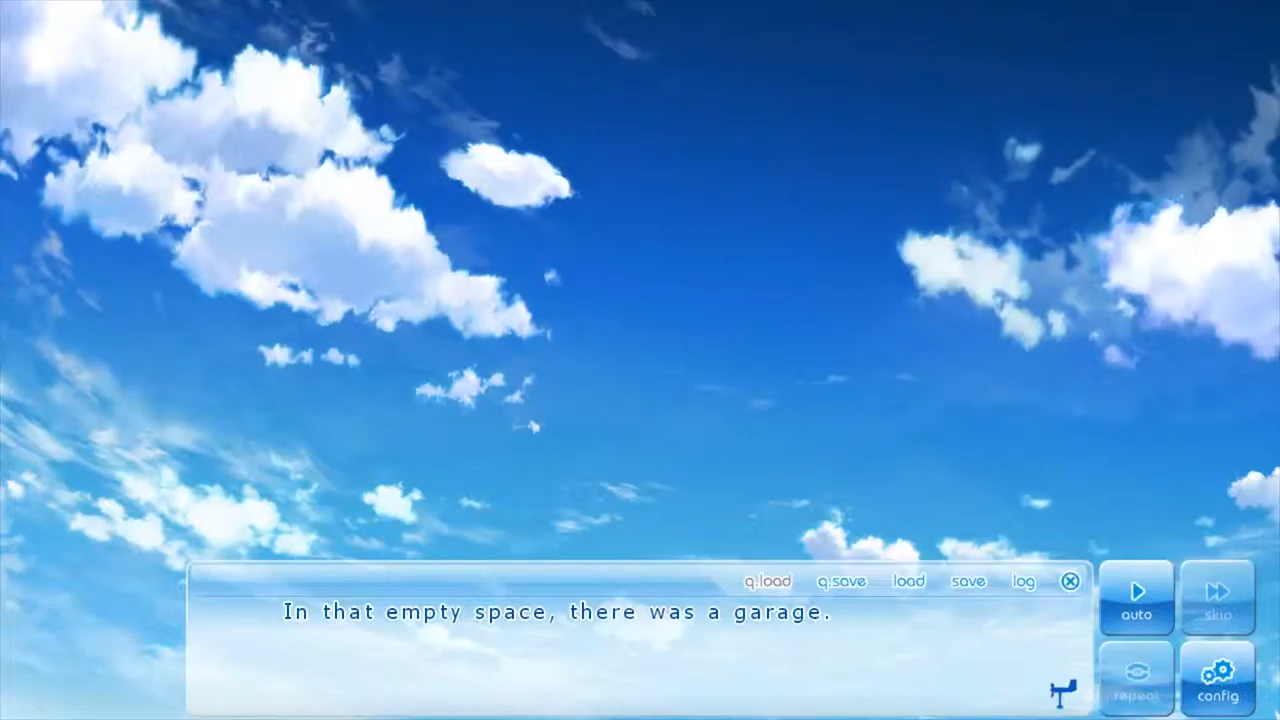 q.load q.save load save log
In that empty space, there was a garage.
auto skip
repeat config